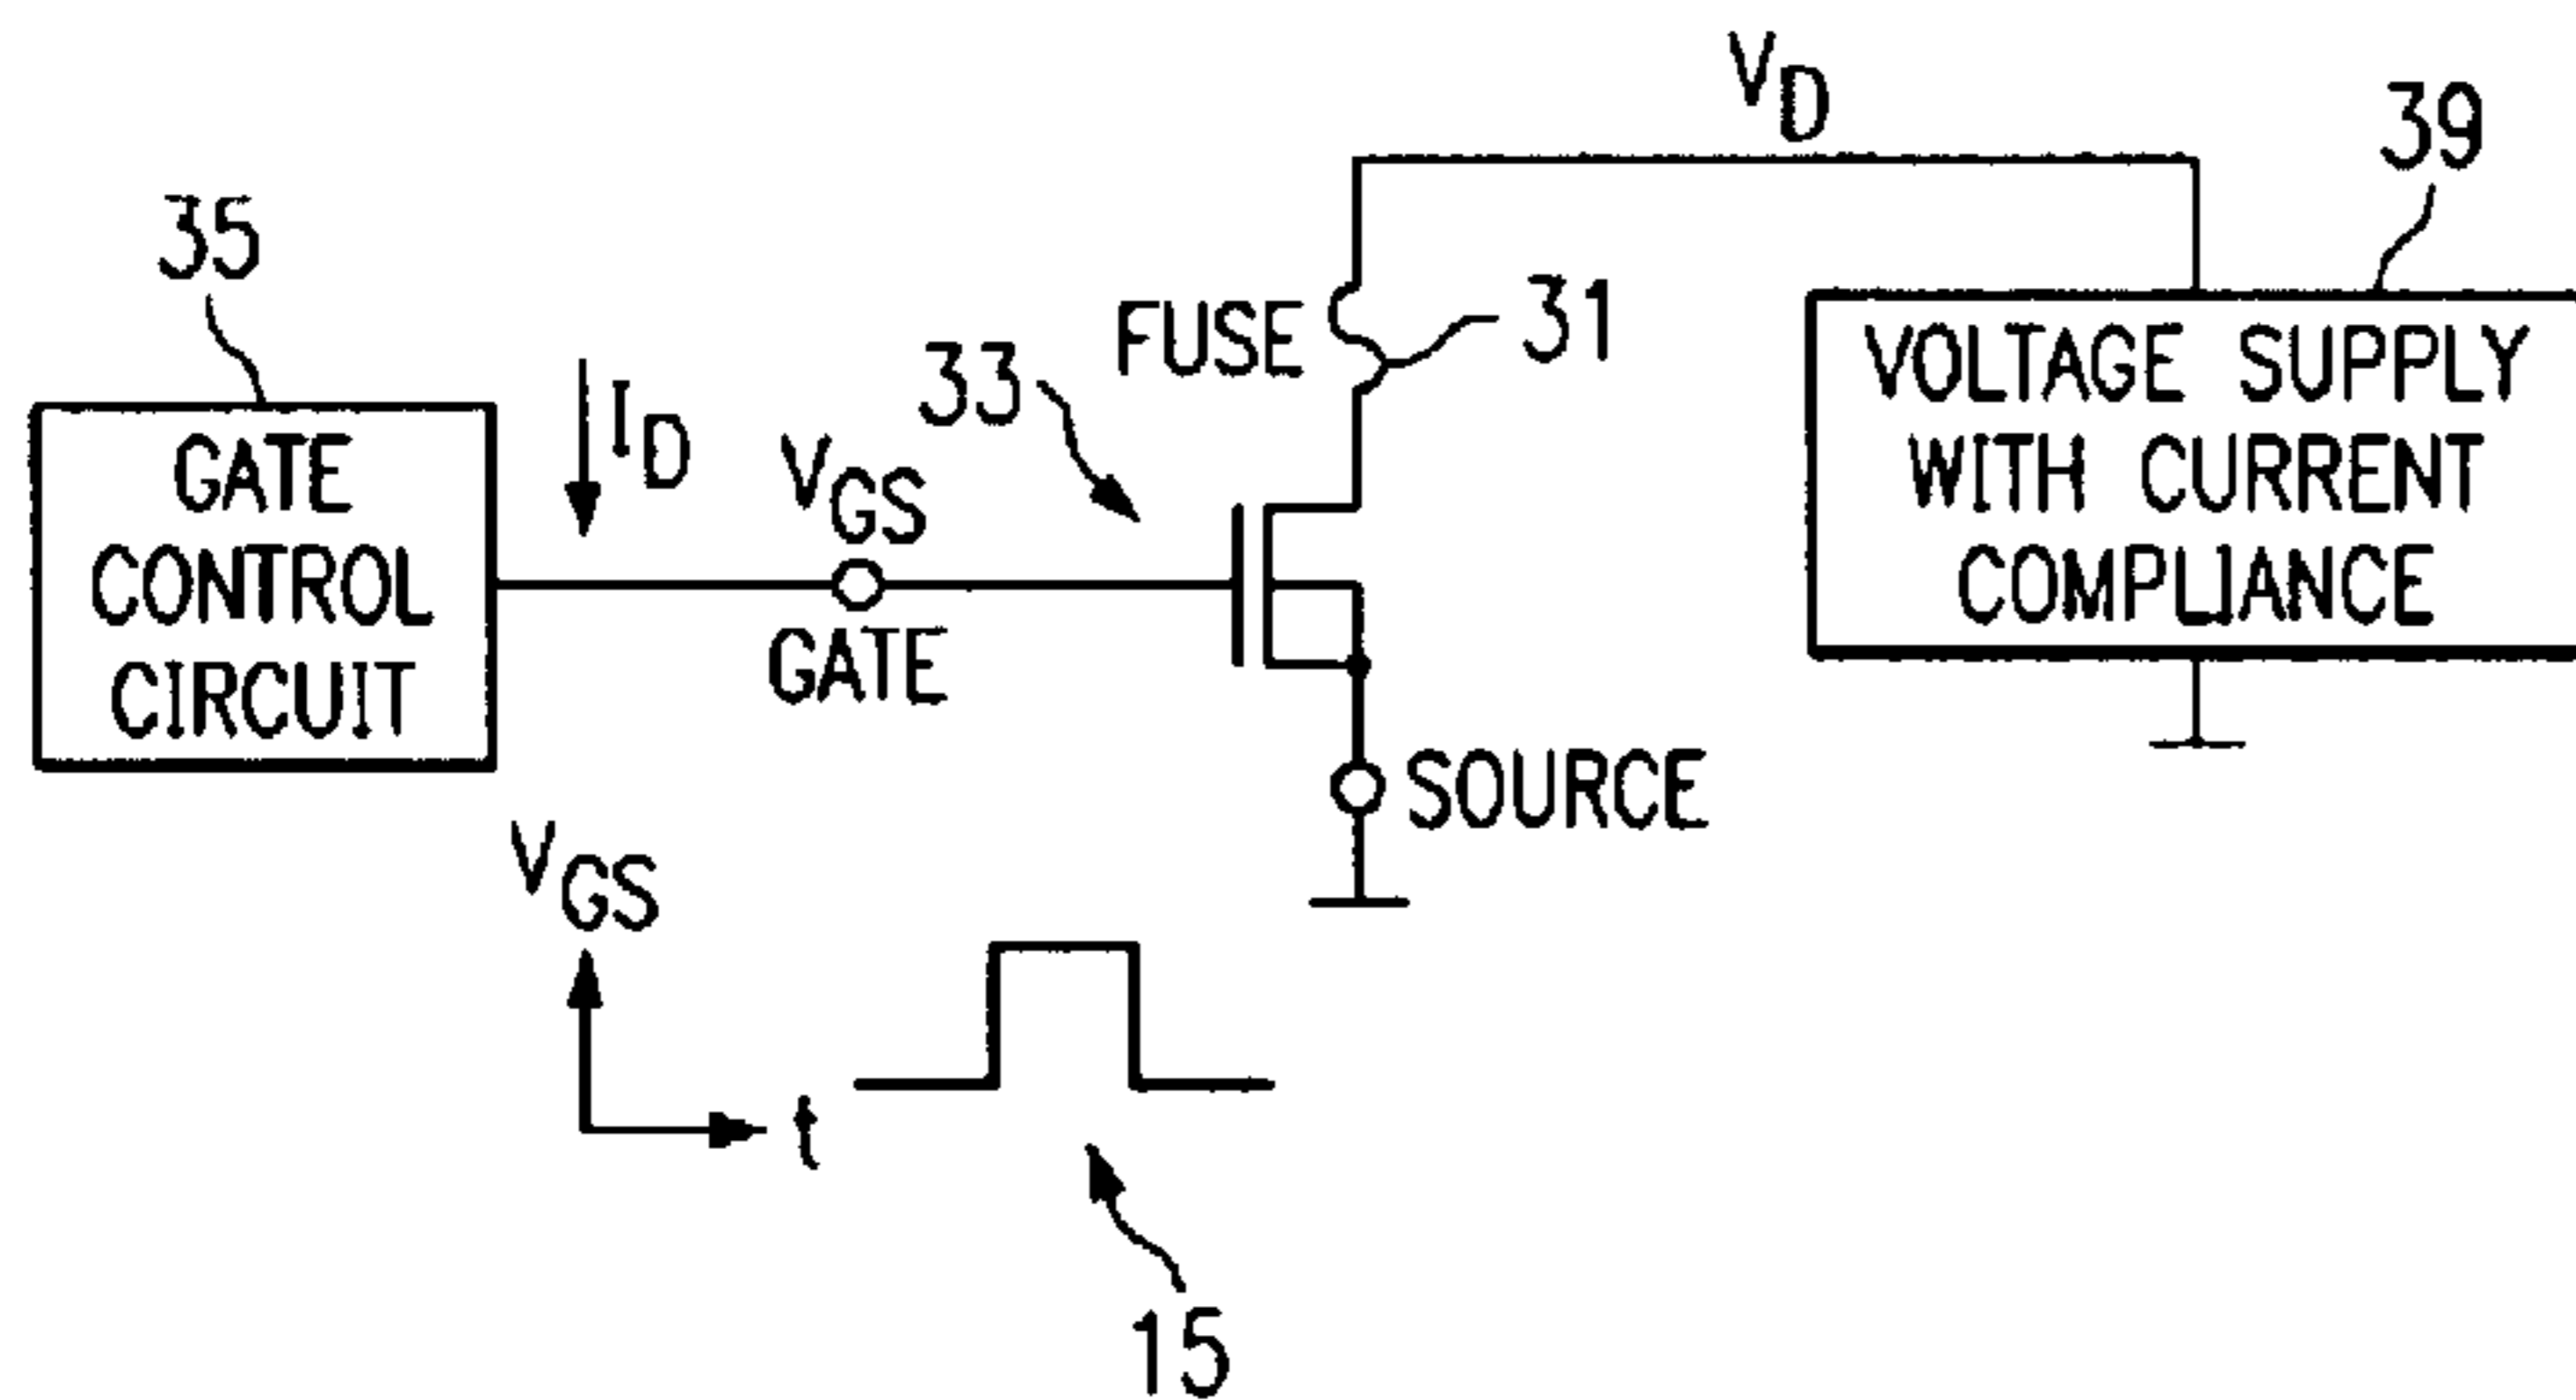 V_D
39
35
FUSE
31
33
I_D
V_GS
GATE
CONTROL
CIRCUIT
VOLTAGE SUPPLY
WITH CURRENT
COMPLIANCE
GATE
SOURCE
V_GS
t
15